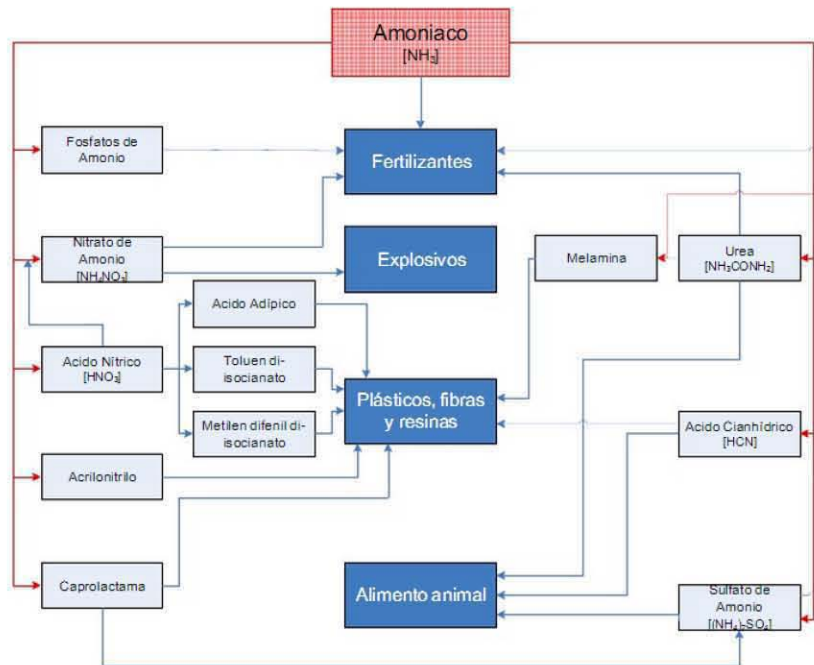 Amoniaco
[NH₃]
Fosfatos de
Amonio
Fertilizantes
Nitrato de
Amonio
[NH₄NO₃]
Explosivos
Melamina
Urea
[NH₂CONH₂]
Acido Adípico
Acido Nítrico
[HNO₃]
Toluen di-
isocianato
Plásticos, fibras
y resinas
Metilen difenil di-
isocianato
Acido Cianhídrico
[HCN]
Acrilonitrilo
Caprolactama
Alimento animal
Sulfato de
Amonio
[(NH₄)₂SO₄]